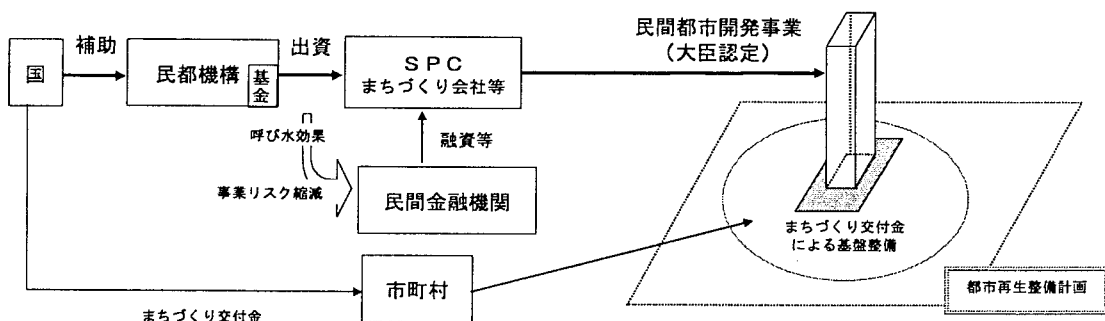 国
補助
民都機構
基金
出資
ＳＰＣ
まちづくり会社等
民間都市開発事業
（大臣認定）
呼び水効果
事業リスク縮減
融資等
民間金融機関
まちづくり交付金
による基盤整備
都市再生整備計画
市町村
まちづくり交付金